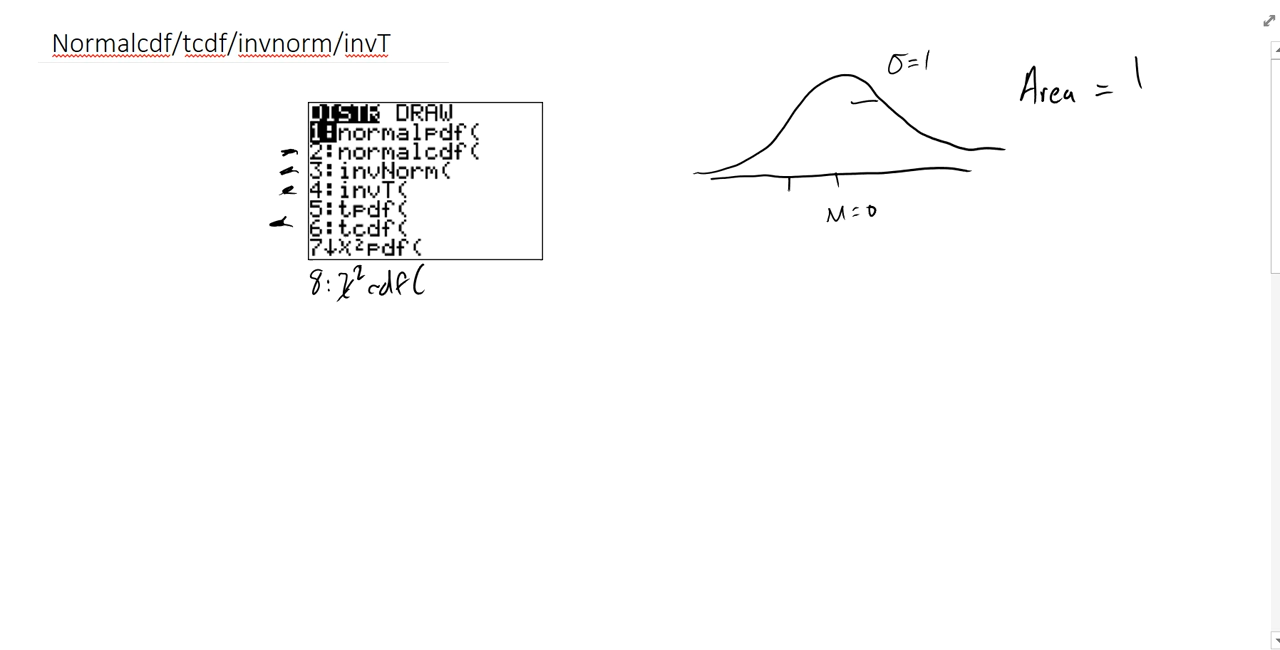 Normalcdf/tcdf/invnorm/invT
DISTR DRAW
1:normalpdf(
2:normalcdf(
3:invNorm(
4:invT(
5:tpdf(
6:tcdf(
7↓χ²pdf(
8:χ²cdf(
σ=1
Area = 1
μ=0